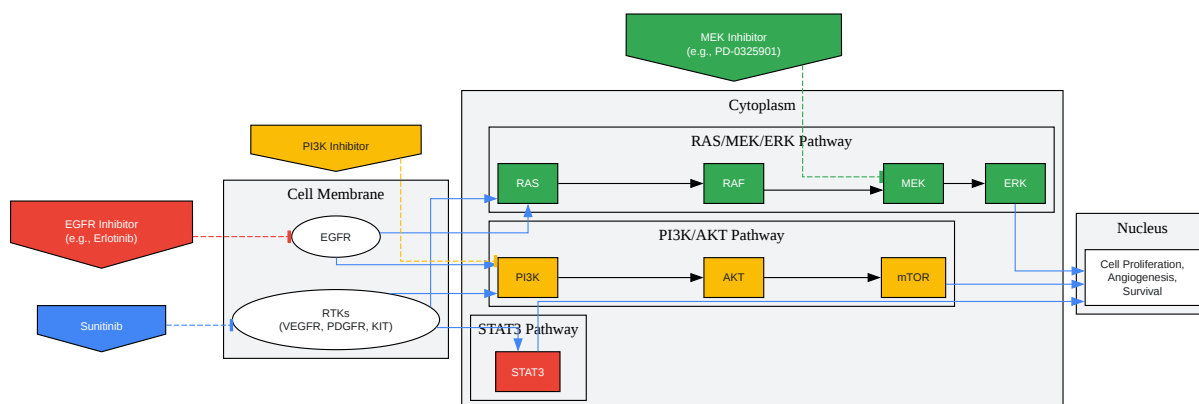 MEK Inhibitor
(e.g., PD-0325901)
Cytoplasm
PI3K Inhibitor
RAS/MEK/ERK Pathway
RAS
RAF
MEK
ERK
Cell Membrane
EGFR Inhibitor
(e.g., Erlotinib)
EGFR
PI3K/AKT Pathway
Nucleus
PI3K
AKT
mTOR
Cell Proliferation,
Angiogenesis,
Survival
Sunitinib
RTKs
(VEGFR, PDGFR, KIT)
STAT3 Pathway
STAT3